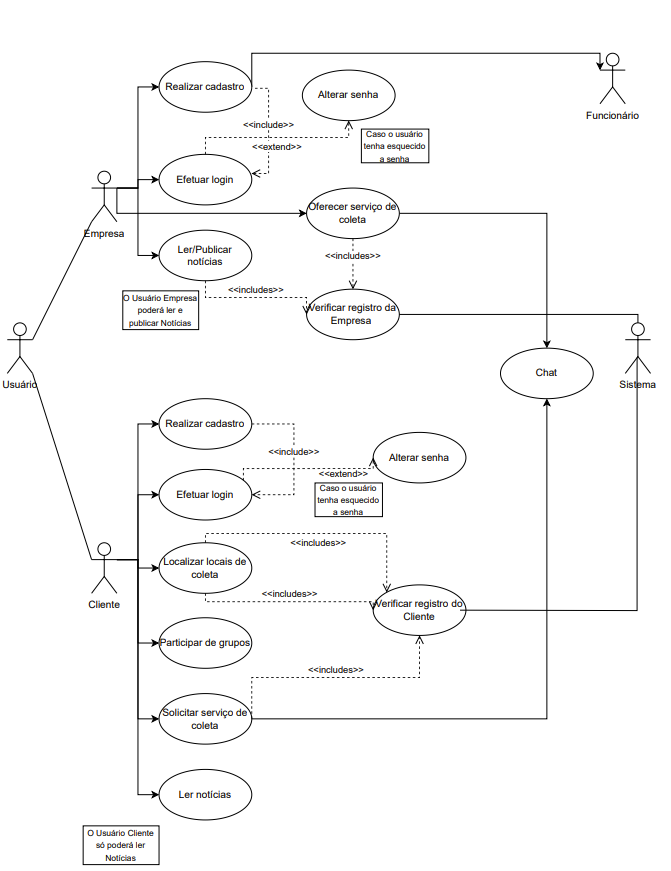 Realizar cadastro
Alterar senha
Funcionário
<<include>>
Caso o usuário
tenha esquecido
a senha
<<extend>>
Efetuar login
Empresa
Oferecer serviço de
coleta
Ler/Publicar
notícias
<<includes>>
<<includes>>
O Usuário Empresa
poderá ler e
publicar Notícias
Verificar registro da
Empresa
Usuário
Chat
Sistema
Realizar cadastro
<<include>>
Alterar senha
<<extend>>
Efetuar login
Caso o usuário
tenha esquecido
a senha
<<includes>>
Localizar locais de
coleta
<<includes>>
Cliente
Verificar registro do
Cliente
Participar de grupos
<<includes>>
Solicitar serviço de
coleta
Ler notícias
O Usuário Cliente
só poderá ler
Notícias